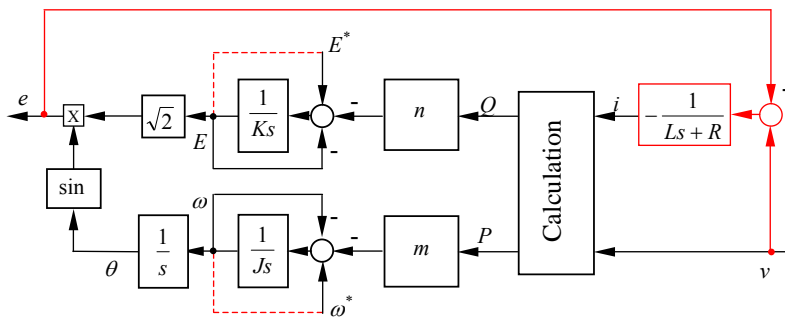 e
X
√2
E
1
Ks
E*
-
-
n
Q
Calculation
i
- 1
Ls + R
-
sin
θ
1
s
ω
1
Js
-
-
ω*
m
P
v